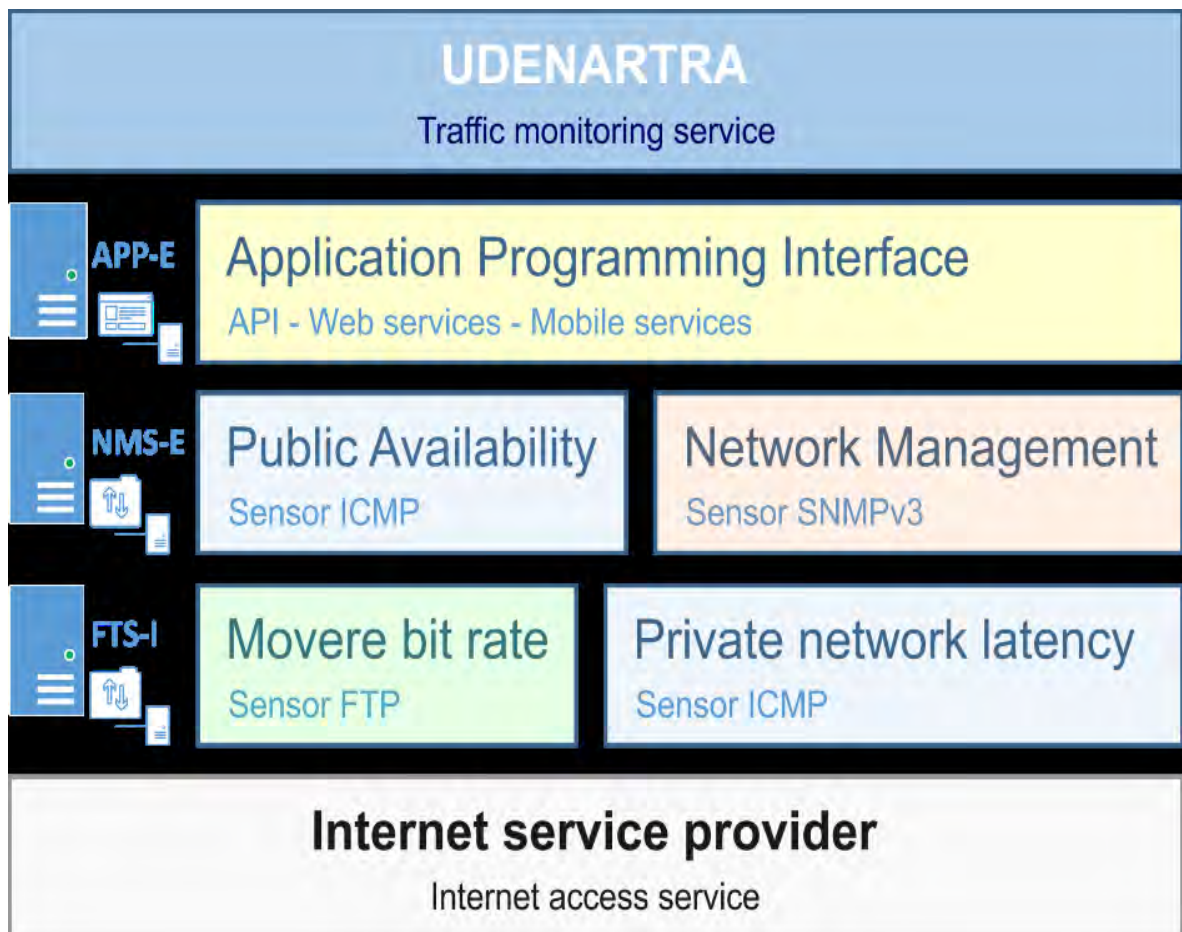 UDENARTRA
Traffic monitoring service
APP-E
Application Programming Interface
API - Web services - Mobile services
NMS-E
Public Availability
Sensor ICMP
Network Management
Sensor SNMPv3
FTS-I
Movere bit rate
Sensor FTP
Private network latency
Sensor ICMP
Internet service provider
Internet access service